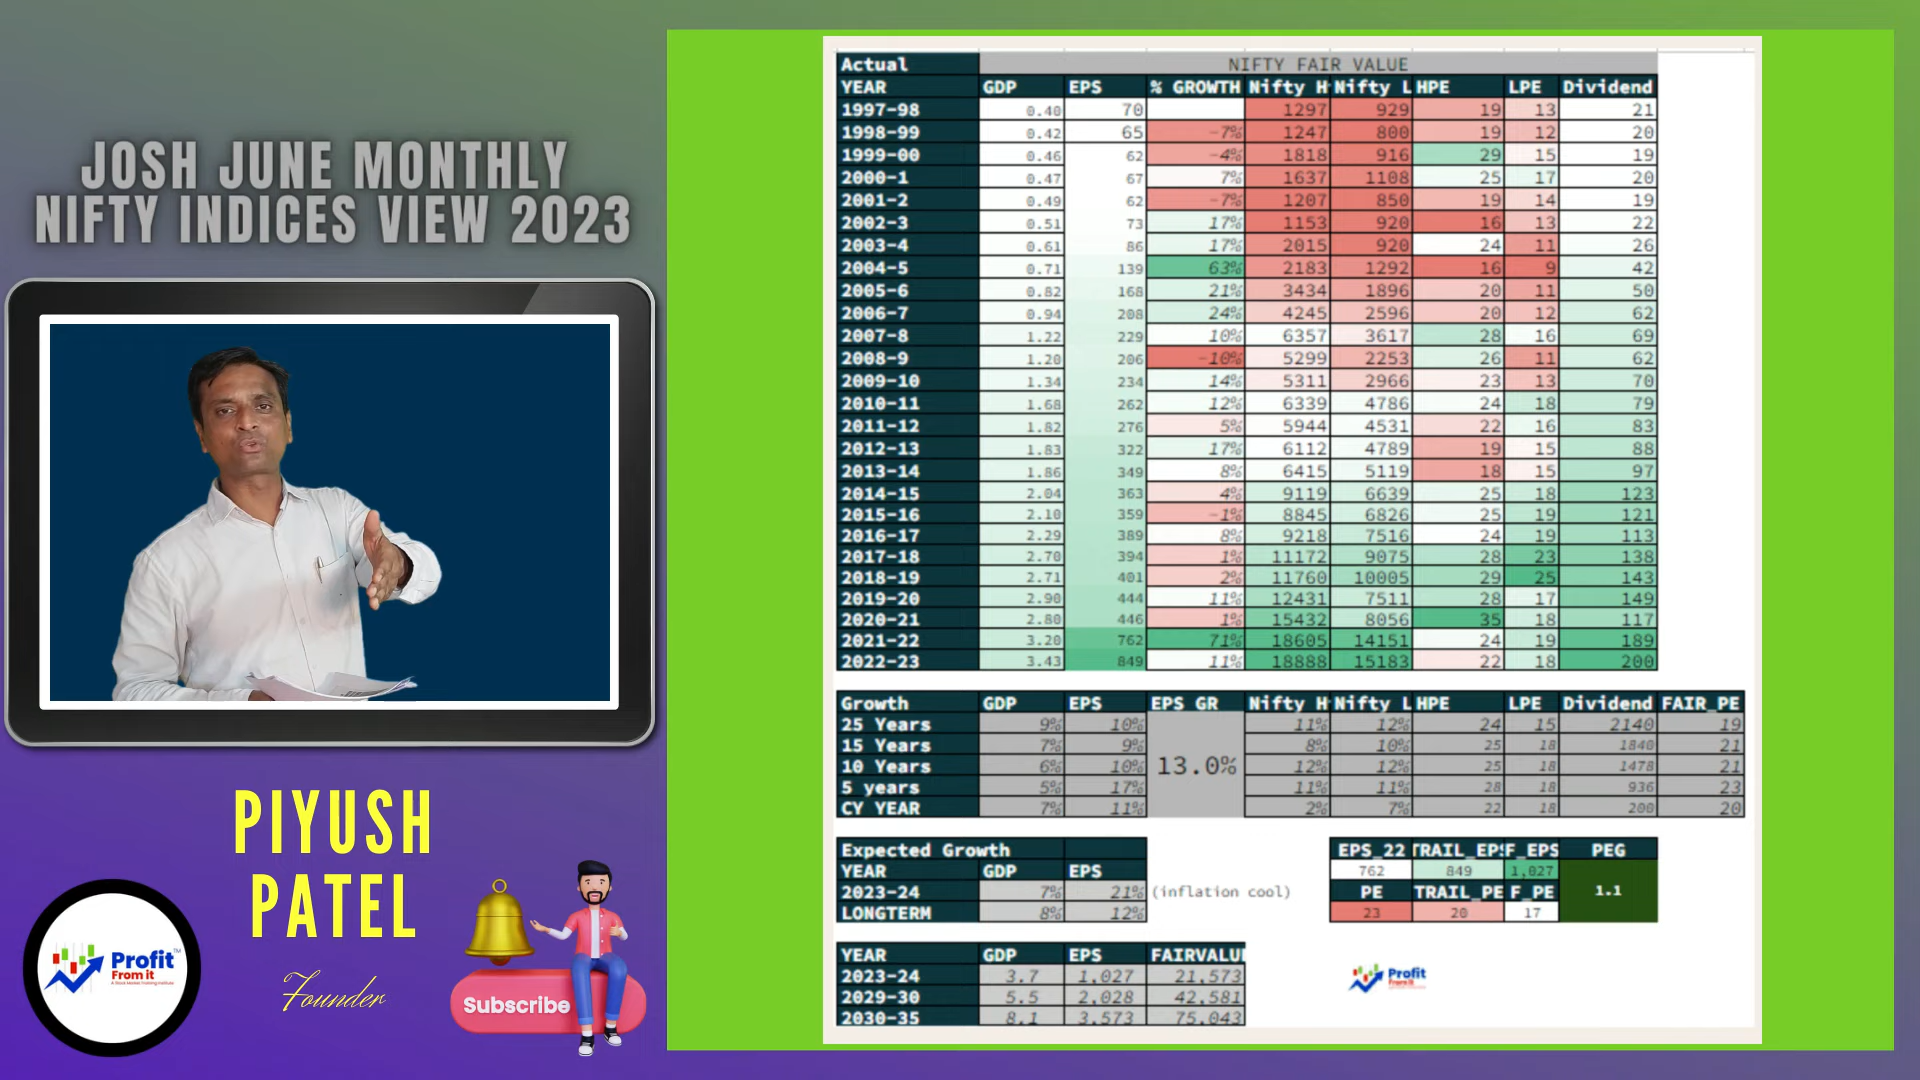 JOSH JUNE MONTHLY
NIFTY INDICES VIEW 2023
PIYUSH
PATEL
Founder
Profit
From it
Subscribe
Actual NIFTY FAIR VALUE
YEAR GDP EPS % GROWTH Nifty H Nifty L HPE LPE Dividend
1997-98 0.40 70 1297 929 19 13 21
1998-99 0.42 65 -7% 1247 800 19 12 20
1999-00 0.46 62 -4% 1818 916 29 15 19
2000-1 0.47 67 7% 1637 1108 25 17 20
2001-2 0.49 62 -7% 1207 850 19 14 19
2002-3 0.51 73 17% 1153 920 16 13 22
2003-4 0.61 86 17% 2015 920 24 11 26
2004-5 0.71 139 63% 2183 1292 16 9 42
2005-6 0.82 168 21% 3434 1896 20 11 50
2006-7 0.94 208 24% 4245 2596 20 12 62
2007-8 1.22 229 10% 6357 3617 28 16 69
2008-9 1.20 206 -10% 5299 2253 26 11 62
2009-10 1.34 234 14% 5311 2966 23 13 70
2010-11 1.68 262 12% 6339 4786 24 18 79
2011-12 1.82 276 5% 5944 4531 22 16 83
2012-13 1.83 322 17% 6112 4789 19 15 88
2013-14 1.86 349 8% 6415 5119 18 15 97
2014-15 2.04 363 4% 9119 6639 25 18 123
2015-16 2.10 359 -1% 8845 6826 25 19 121
2016-17 2.29 389 8% 9218 7516 24 19 113
2017-18 2.70 394 1% 11172 9075 28 23 138
2018-19 2.71 401 2% 11760 10005 29 25 143
2019-20 2.90 444 11% 12431 7511 28 17 149
2020-21 2.80 446 1% 15432 8056 35 18 117
2021-22 3.20 762 71% 18605 14151 24 19 189
2022-23 3.43 849 11% 18888 15183 22 18 200
Growth GDP EPS EPS GR Nifty H Nifty L HPE LPE Dividend FAIR_PE
25 Years 9% 10% 11% 12% 24 15 2140 19
15 Years 7% 9% 8% 10% 25 18 1840 21
10 Years 6% 10% 13.0% 12% 12% 25 18 1478 21
5 years 5% 17% 11% 11% 28 18 936 23
CY YEAR 7% 11% 2% 7% 22 18 200 20
Expected Growth
YEAR GDP EPS
2023-24 7% 21% (inflation cool)
LONGTERM 8% 12%
EPS_22 TRAIL_EPS F_EPS PEG
762 849 1,027
PE TRAIL_PE F_PE 1.1
23 20 17
YEAR GDP EPS FAIRVALU
2023-24 3.7 1,027 21,573
2029-30 5.5 2,028 42,581
2030-35 8.1 3,573 75,043
Profit
From it